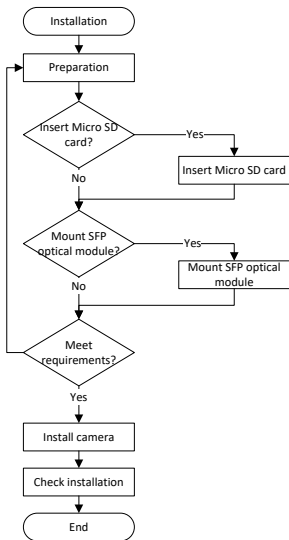 Installation
Preparation
Insert Micro SD
card?
Yes
Insert Micro SD card
No
Mount SFP
optical module?
Yes
Mount SFP optical
module
No
Meet
requirements?
Yes
Install camera
Check installation
End